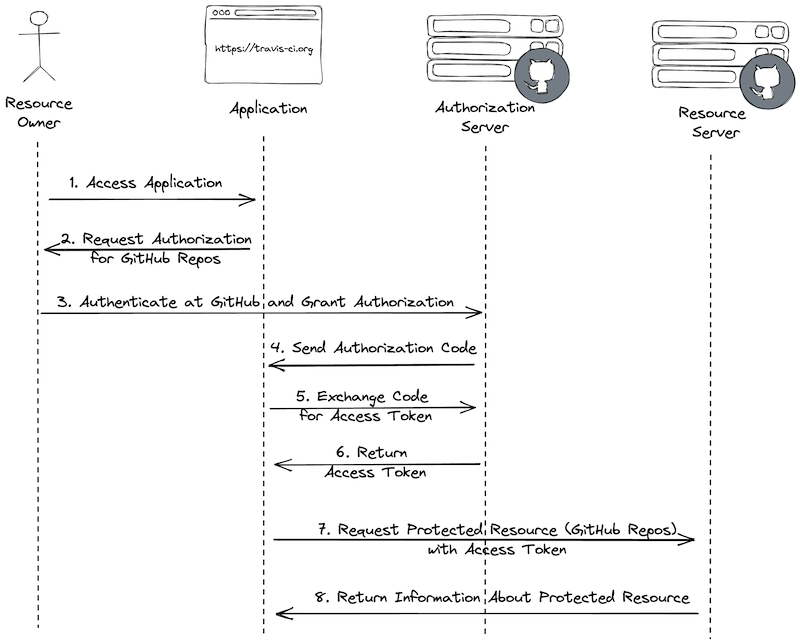 https://travis-ci.org
Resource
Owner
Application
Authorization
Server
Resource
Server
1. Access Application
2. Request Authorization
for GitHub Repos
3. Authenticate at GitHub and Grant Authorization
4. Send Authorization Code
5. Exchange Code
for Access Token
6. Return
Access Token
7. Request Protected Resource (GitHub Repos)
with Access Token
8. Return Information About Protected Resource